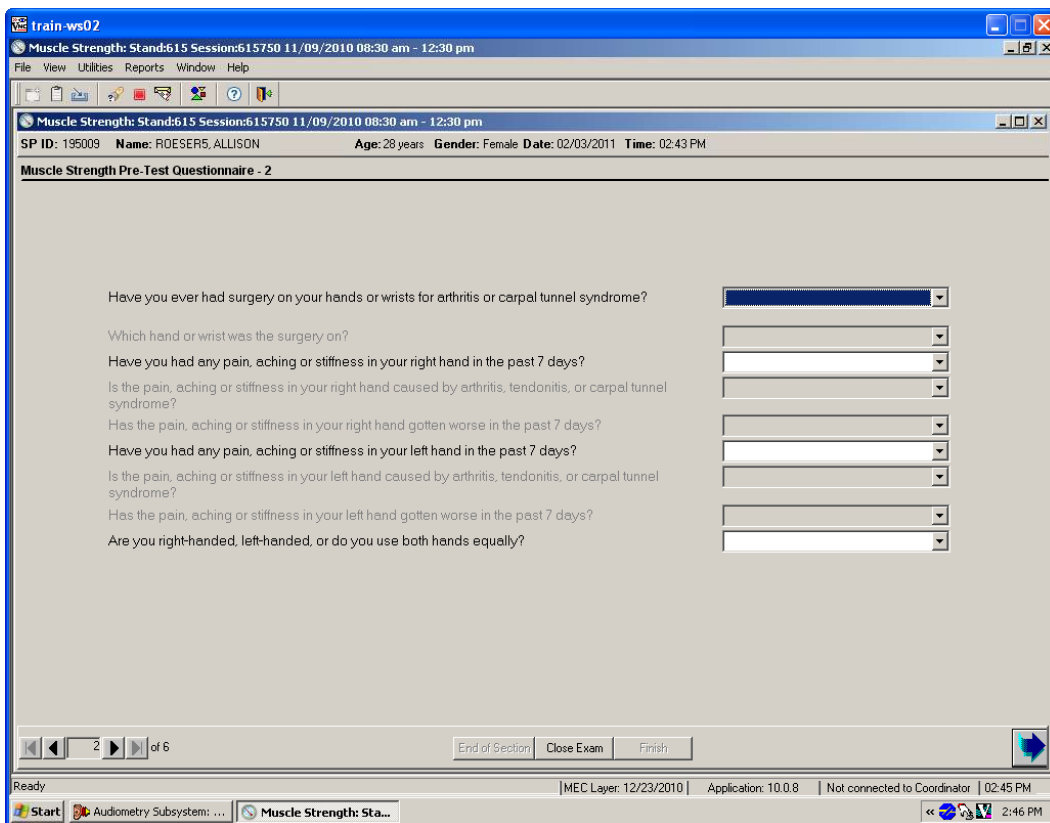 train-ws02
Muscle Strength: Stand:615 Session:615750 11/09/2010 08:30 am - 12:30 pm
File View Utilities Reports Window Help
Muscle Strength: Stand:615 Session:615750 11/09/2010 08:30 am - 12:30 pm
SP ID: 195009 Name: ROESER5, ALLISON Age: 28 years Gender: Female Date: 02/03/2011 Time: 02:43 PM
Muscle Strength Pre-Test Questionnaire - 2
Have you ever had surgery on your hands or wrists for arthritis or carpal tunnel syndrome?
Which hand or wrist was the surgery on?
Have you had any pain, aching or stiffness in your right hand in the past 7 days?
Is the pain, aching or stiffness in your right hand caused by arthritis, tendonitis, or carpal tunnel
syndrome?
Has the pain, aching or stiffness in your right hand gotten worse in the past 7 days?
Have you had any pain, aching or stiffness in your left hand in the past 7 days?
Is the pain, aching or stiffness in your left hand caused by arthritis, tendonitis, or carpal tunnel
syndrome?
Has the pain, aching or stiffness in your left hand gotten worse in the past 7 days?
Are you right-handed, left-handed, or do you use both hands equally?
2 of 6 End of Section Close Exam Finish
Ready MEC Layer: 12/23/2010 Application: 10.0.8 Not connected to Coordinator 02:45 PM
Start Audiometry Subsystem: ... Muscle Strength: Sta... 2:46 PM